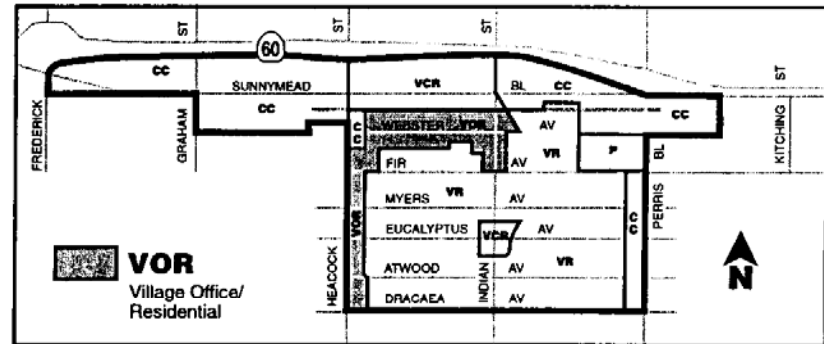 ST
ST
ST
60
CC
SUNNYMEAD
VCR
BL
CC
ST
CC
CC
FREDERICK
GRAHAM
C
C
WEBSTER
VOR
AV
VR
P
BL
KITCHING
FIR
AV
MYERS
VR
AV
VOR
EUCALYPTUS
VCR
AV
C
C
PERRIS
HEACOCK
ATWOOD
INDIAN
AV
VR
DRACAEA
AV
N
VOR
Village Office/
Residential